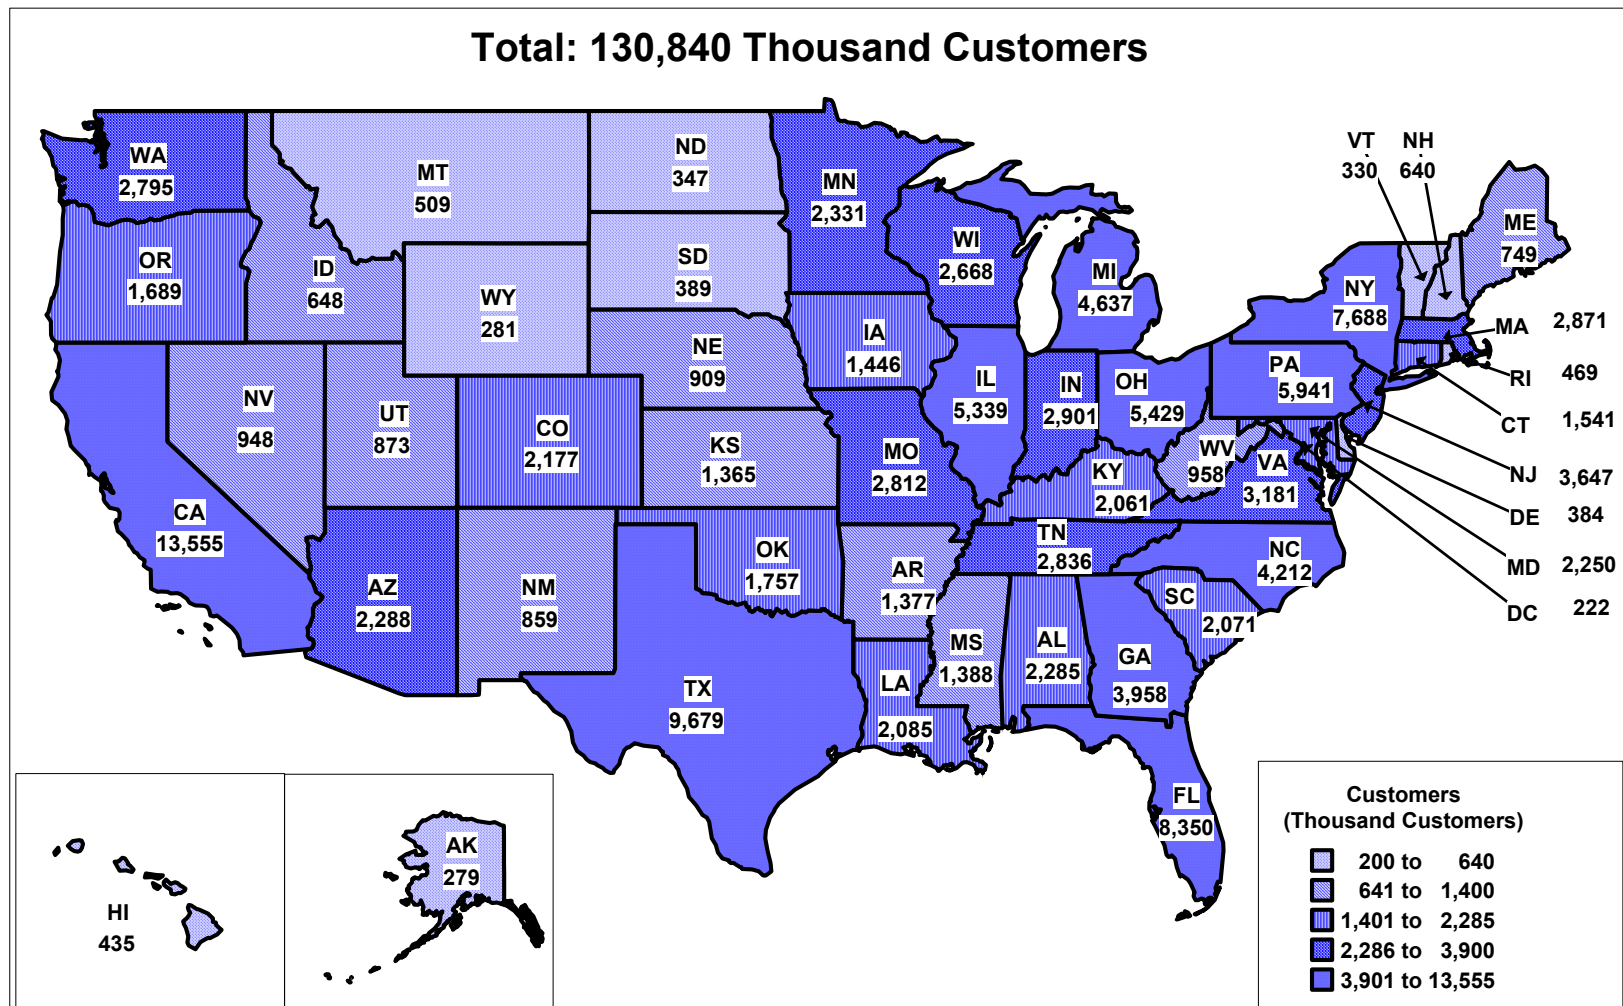 Total: 130,840 Thousand Customers
WA
2,795
OR
1,689
CA
13,555
NV
948
ID
648
MT
509
WY
281
UT
873
CO
2,177
AZ
2,288
NM
859
ND
347
SD
389
NE
909
KS
1,365
OK
1,757
TX
9,679
MN
2,331
IA
1,446
MO
2,812
AR
1,377
LA
2,085
WI
2,668
IL
5,339
MI
4,637
IN
2,901
OH
5,429
KY
2,061
TN
2,836
MS
1,388
AL
2,285
GA
3,958
FL
8,350
SC
2,071
NC
4,212
VA
3,181
WV
958
PA
5,941
NY
7,688
VT
330
NH
640
ME
749
MA 2,871
RI 469
CT 1,541
NJ 3,647
DE 384
MD 2,250
DC 222
HI
435
AK
279
Customers
(Thousand Customers)
200 to 640
641 to 1,400
1,401 to 2,285
2,286 to 3,900
3,901 to 13,555